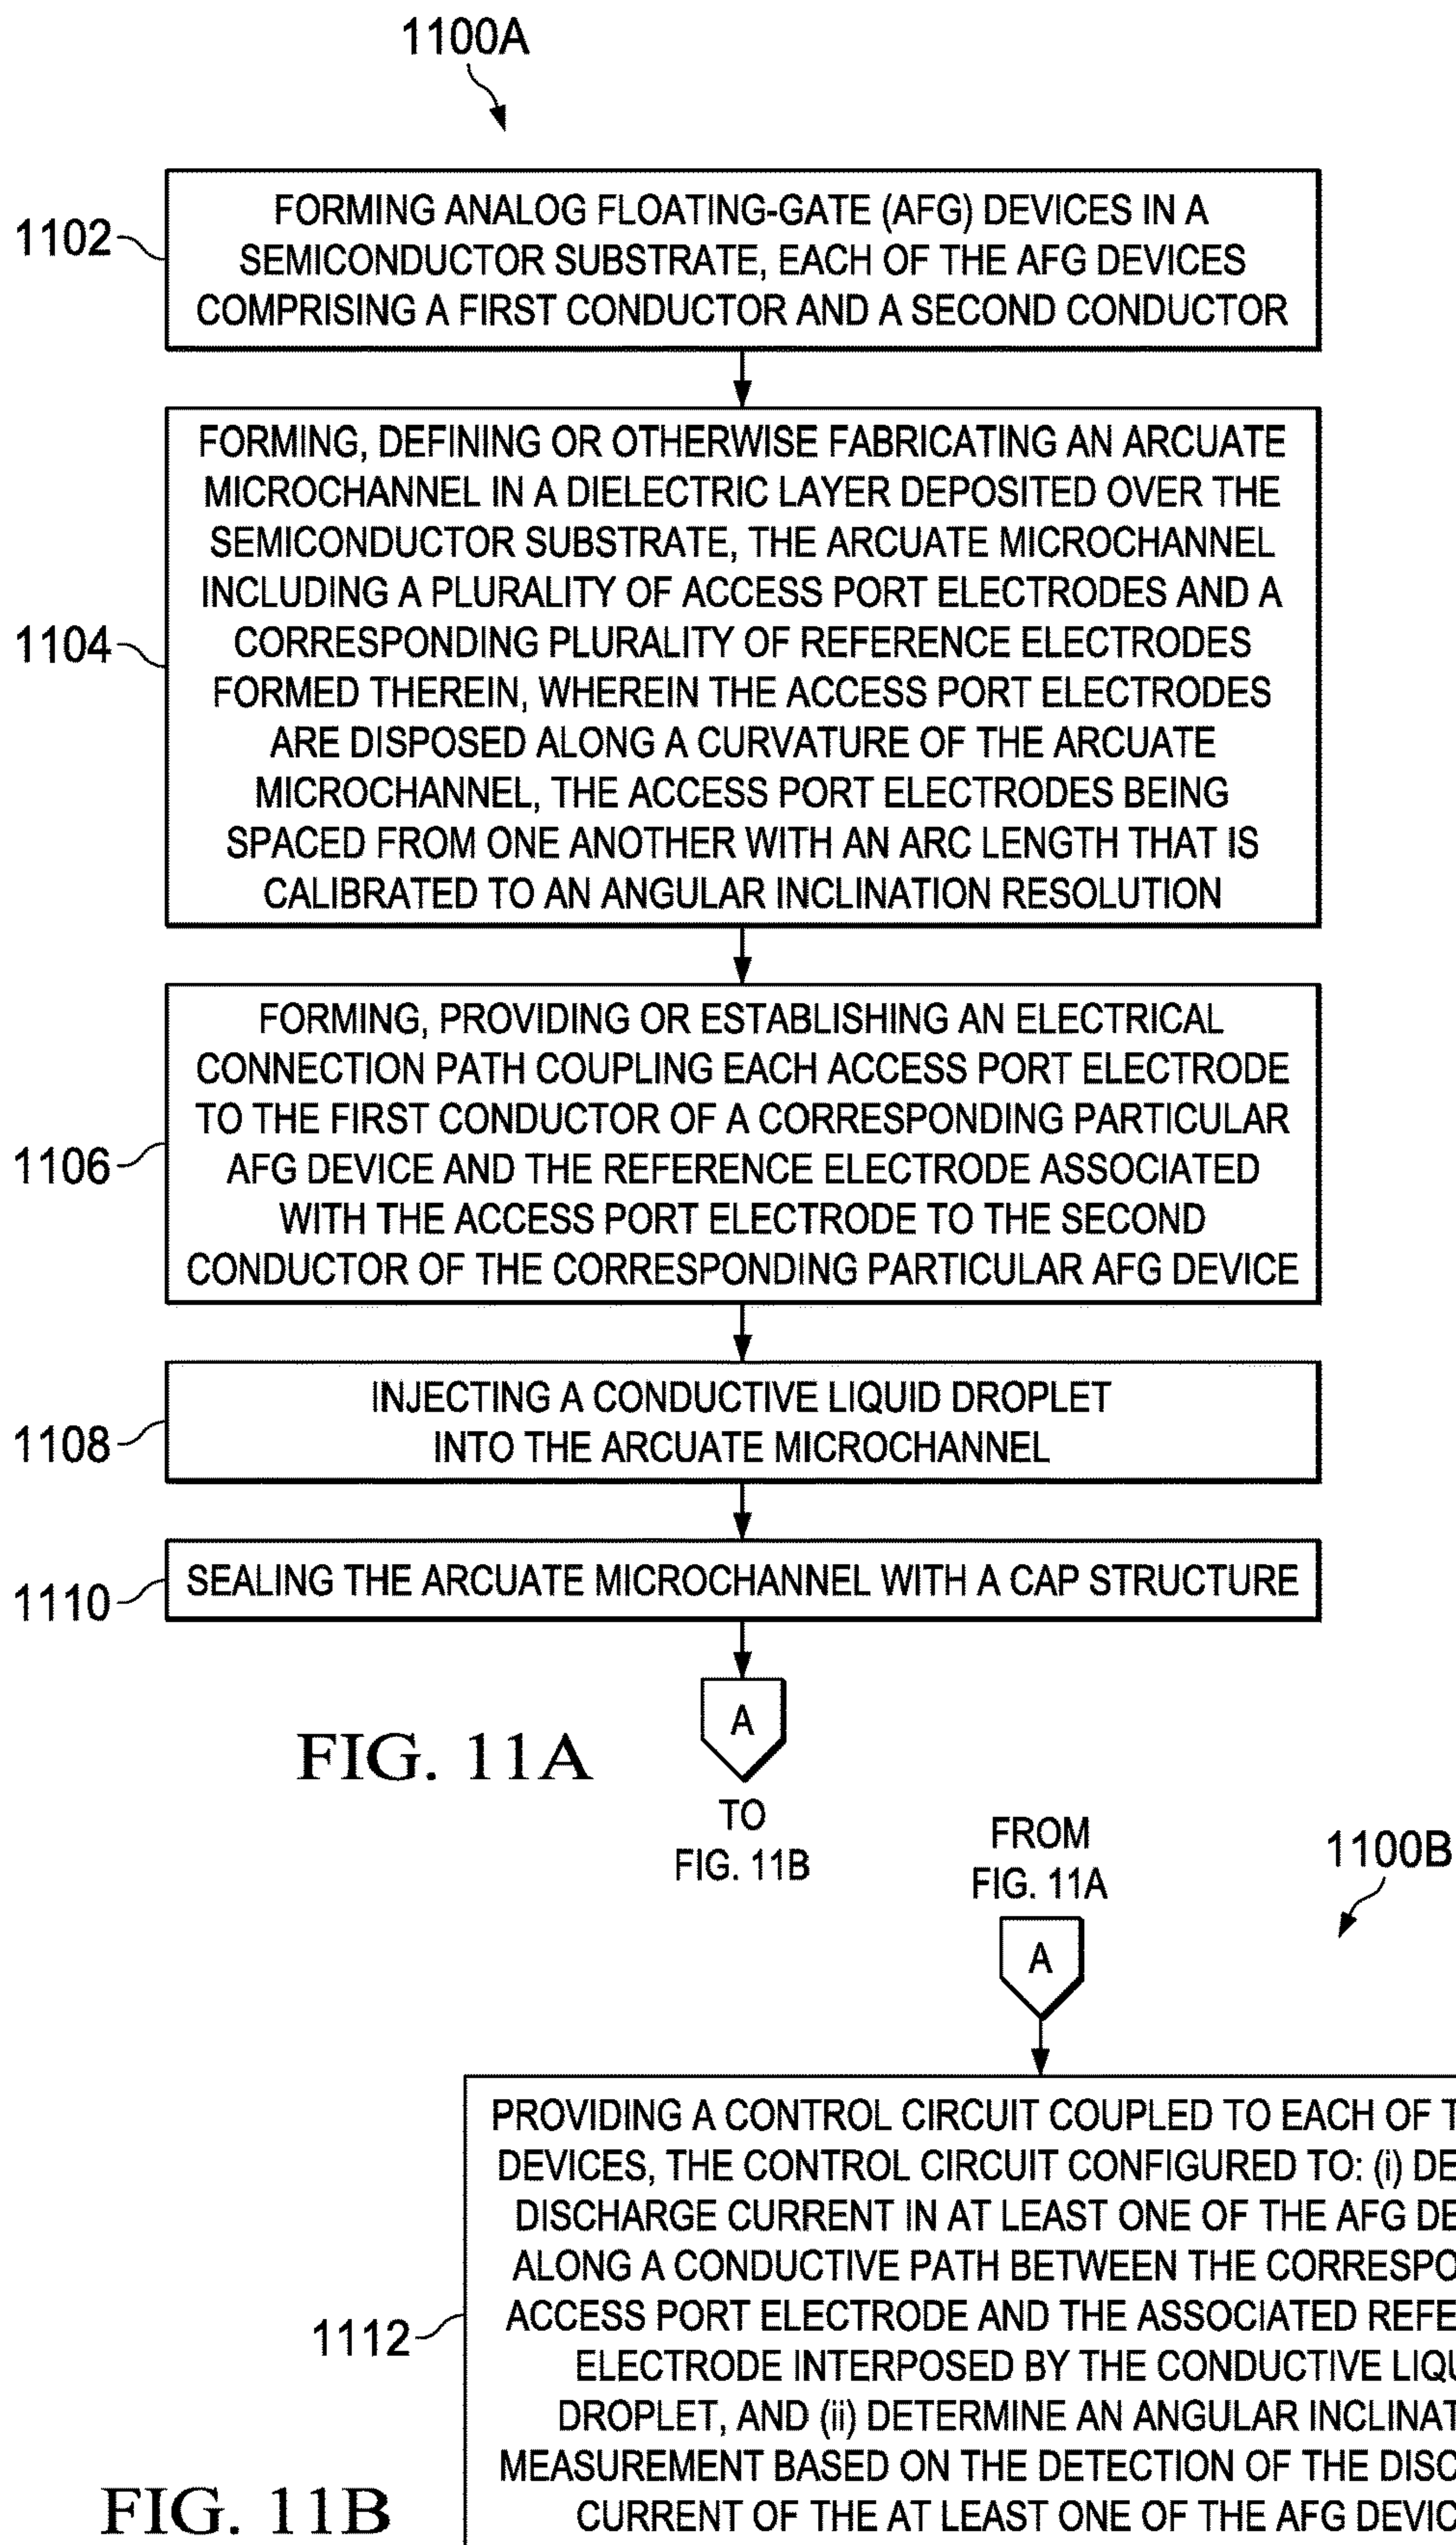 1100A
1102
FORMING ANALOG FLOATING-GATE (AFG) DEVICES IN A
SEMICONDUCTOR SUBSTRATE, EACH OF THE AFG DEVICES
COMPRISING A FIRST CONDUCTOR AND A SECOND CONDUCTOR
1104
FORMING, DEFINING OR OTHERWISE FABRICATING AN ARCUATE
MICROCHANNEL IN A DIELECTRIC LAYER DEPOSITED OVER THE
SEMICONDUCTOR SUBSTRATE, THE ARCUATE MICROCHANNEL
INCLUDING A PLURALITY OF ACCESS PORT ELECTRODES AND A
CORRESPONDING PLURALITY OF REFERENCE ELECTRODES
FORMED THEREIN, WHEREIN THE ACCESS PORT ELECTRODES
ARE DISPOSED ALONG A CURVATURE OF THE ARCUATE
MICROCHANNEL, THE ACCESS PORT ELECTRODES BEING
SPACED FROM ONE ANOTHER WITH AN ARC LENGTH THAT IS
CALIBRATED TO AN ANGULAR INCLINATION RESOLUTION
1106
FORMING, PROVIDING OR ESTABLISHING AN ELECTRICAL
CONNECTION PATH COUPLING EACH ACCESS PORT ELECTRODE
TO THE FIRST CONDUCTOR OF A CORRESPONDING PARTICULAR
AFG DEVICE AND THE REFERENCE ELECTRODE ASSOCIATED
WITH THE ACCESS PORT ELECTRODE TO THE SECOND
CONDUCTOR OF THE CORRESPONDING PARTICULAR AFG DEVICE
1108
INJECTING A CONDUCTIVE LIQUID DROPLET
INTO THE ARCUATE MICROCHANNEL
1110
SEALING THE ARCUATE MICROCHANNEL WITH A CAP STRUCTURE
A
TO
FIG. 11B
FIG. 11A
FROM
FIG. 11A
1100B
A
1112
PROVIDING A CONTROL CIRCUIT COUPLED TO EACH OF
DEVICES, THE CONTROL CIRCUIT CONFIGURED TO: (i)
DISCHARGE CURRENT IN AT LEAST ONE OF THE AFG
ALONG A CONDUCTIVE PATH BETWEEN THE
ACCESS PORT ELECTRODE AND THE ASSOCIATED
ELECTRODE INTERPOSED BY THE CONDUCTIVE
DROPLET, AND (ii) DETERMINE AN ANGULAR
MEASUREMENT BASED ON THE DETECTION OF THE
CURRENT OF THE AT LEAST ONE OF THE AFG
FIG. 11B